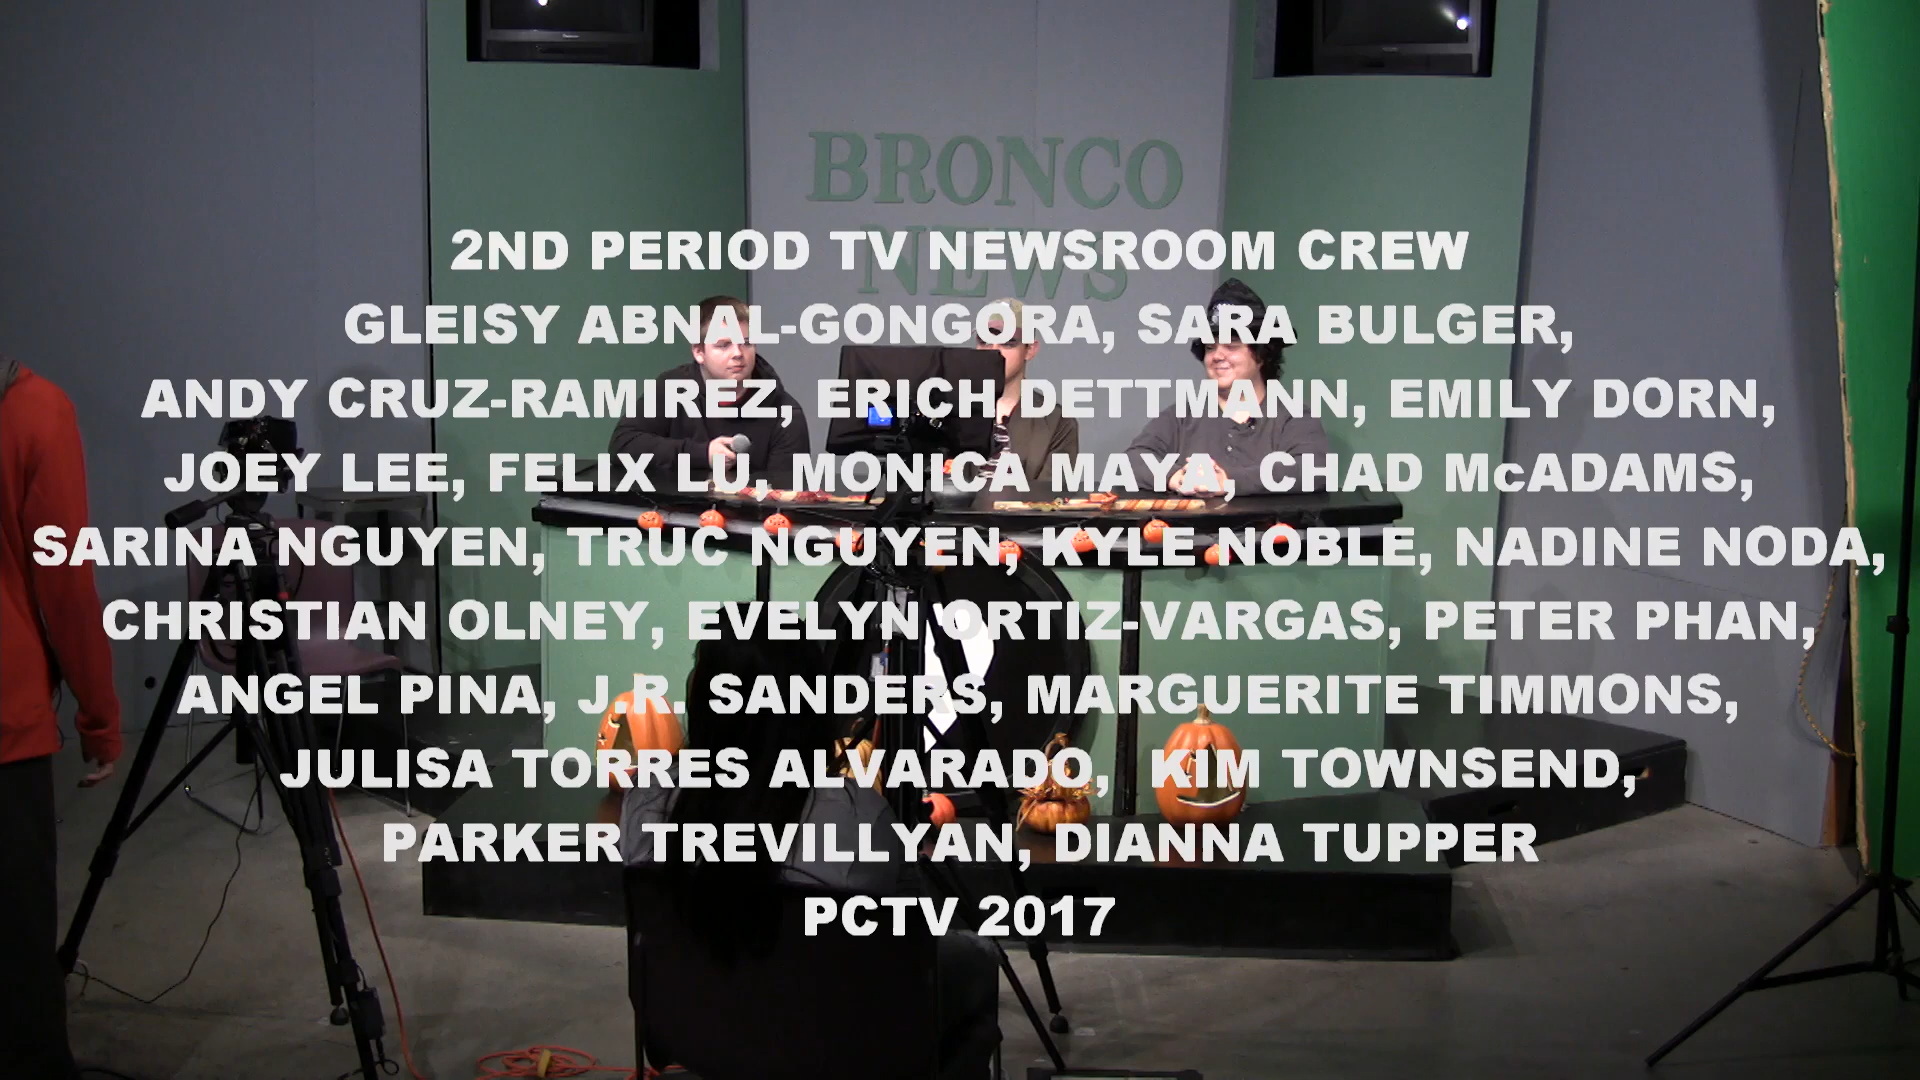 BRONCO
NEWS
2ND PERIOD TV NEWSROOM CREW
GLEISY ABNAL-GONGORA, SARA BULGER,
ANDY CRUZ-RAMIREZ, ERICH DETTMANN, EMILY DORN,
JOEY LEE, FELIX LU, MONICA MAYA, CHAD McADAMS,
SARINA NGUYEN, TRUC NGUYEN, KYLE NOBLE, NADINE NODA,
CHRISTIAN OLNEY, EVELYN ORTIZ-VARGAS, PETER PHAN,
ANGEL PINA, J.R. SANDERS, MARGUERITE TIMMONS,
JULISA TORRES ALVARADO, KIM TOWNSEND,
PARKER TREVILLYAN, DIANNA TUPPER
PCTV 2017